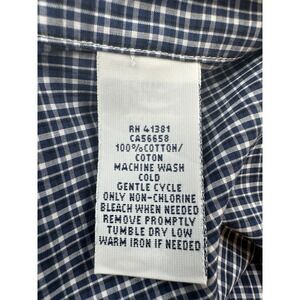 RN 41381
CA56658
100%COTTON/
COTON
MACHINE WASH
COLD
GENTLE CYCLE
ONLY NON-CHLORINE
BLEACH WHEN NEEDED
REMOVE PROMPTLY
TUMBLE DRY LOW
WARM IRON IF NEEDED